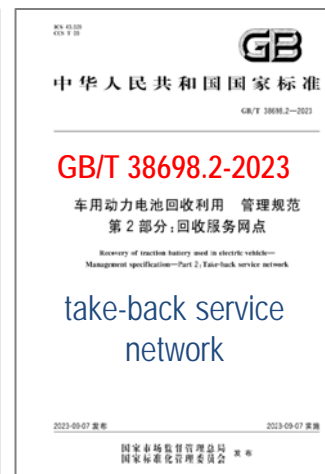 ICS 43.020
CCS T 20
GB
中华人民共和国国家标准
GB/T 38698.2—2023
GB/T 38698.2-2023
车用动力电池回收利用 管理规范
第2部分:回收服务网点
Recovery of traction battery used in electric vehicle—
Management specification—Part 2: Take-back service network
take-back service
network
2023-09-07 发布
2023-09-07 实施
国家市场监督管理总局
国家标准化管理委员会
发布